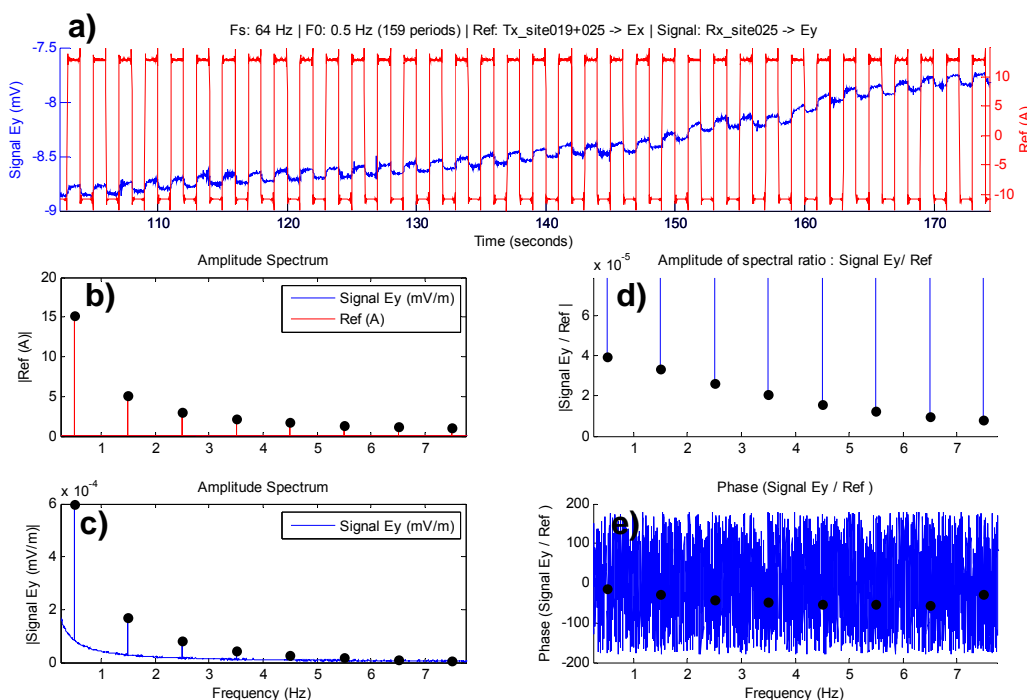 a)
Fs: 64 Hz | F0: 0.5 Hz (159 periods) | Ref: Tx_site019+025 -> Ex | Signal: Rx_site025 -> Ey
Signal Ey (mV)
-7.5
-8
-8.5
-9
10
5
0
-5
-10
Ref (A)
110 120 130 140 150 160 170
Time (seconds)
b)
Amplitude Spectrum
|Ref (A)|
20
15
10
5
0
Signal Ey (mV/m)
Ref (A)
1 2 3 4 5 6 7
d)
Amplitude of spectral ratio : Signal Ey/ Ref
x 10-5
|Signal Ey / Ref |
6
4
2
0
1 2 3 4 5 6 7
c)
Amplitude Spectrum
x 10-4
|Signal Ey (mV/m)|
6
4
2
0
Signal Ey (mV/m)
1 2 3 4 5 6 7
Frequency (Hz)
e)
Phase (Signal Ey / Ref )
Phase (Signal Ey / Ref )
200
100
0
-100
-200
1 2 3 4 5 6 7
Frequency (Hz)